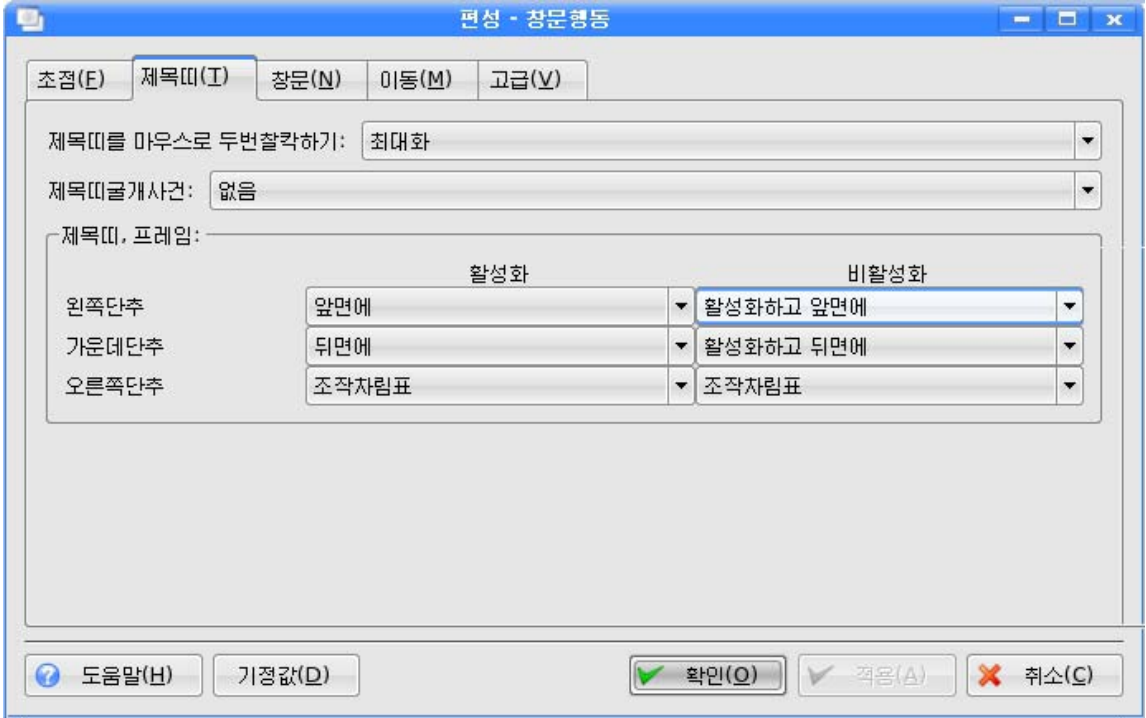 편성 - 창문행동
초점(F) 제목띠(T) 창문(N) 이동(M) 고급(V)
제목띠를 마우스로 두번찰칵하기: 최대화
제목띠굴개사건: 없음
제목띠, 프레임:
활성화 비활성화
왼쪽단추 앞면에 활성화하고 앞면에
가운데단추 뒤면에 활성화하고 뒤면에
오른쪽단추 조작차림표 조작차림표
도움말(H) 기정값(D) 확인(O) 적용(A) 취소(C)